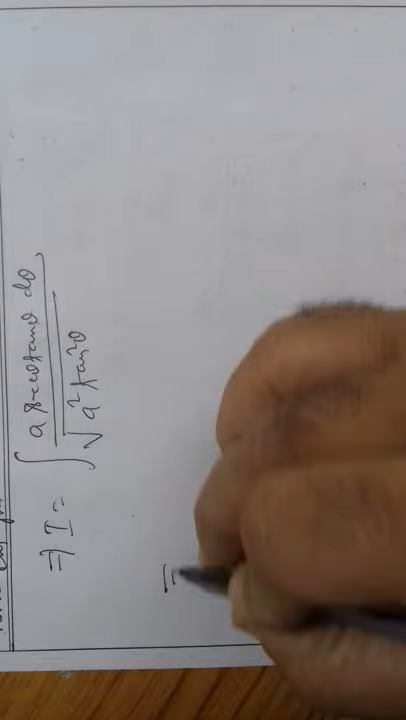 ⇒ I = ∫ a secθ tanθ dθ / √a² tan²θ ,
=